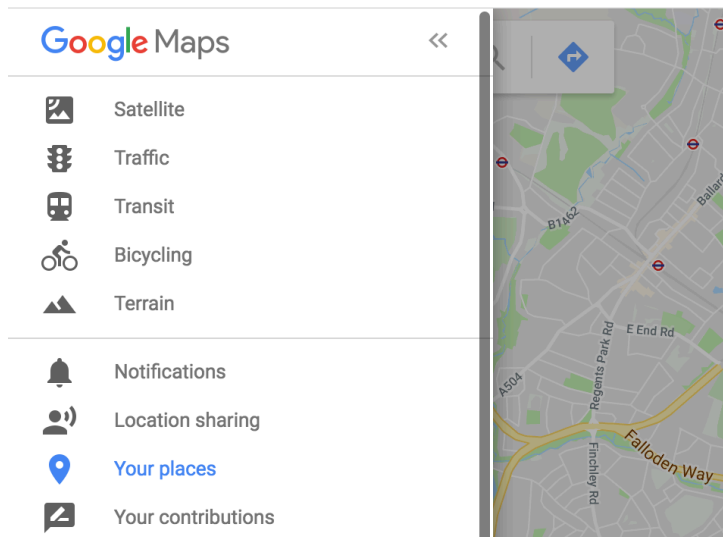 Google Maps
Satellite
Traffic
Transit
Bicycling
Terrain
Notifications
Location sharing
Your places
Your contributions
B1462
E End Rd
Regents Park Rd
A504
Falloden Way
Finchley Rd